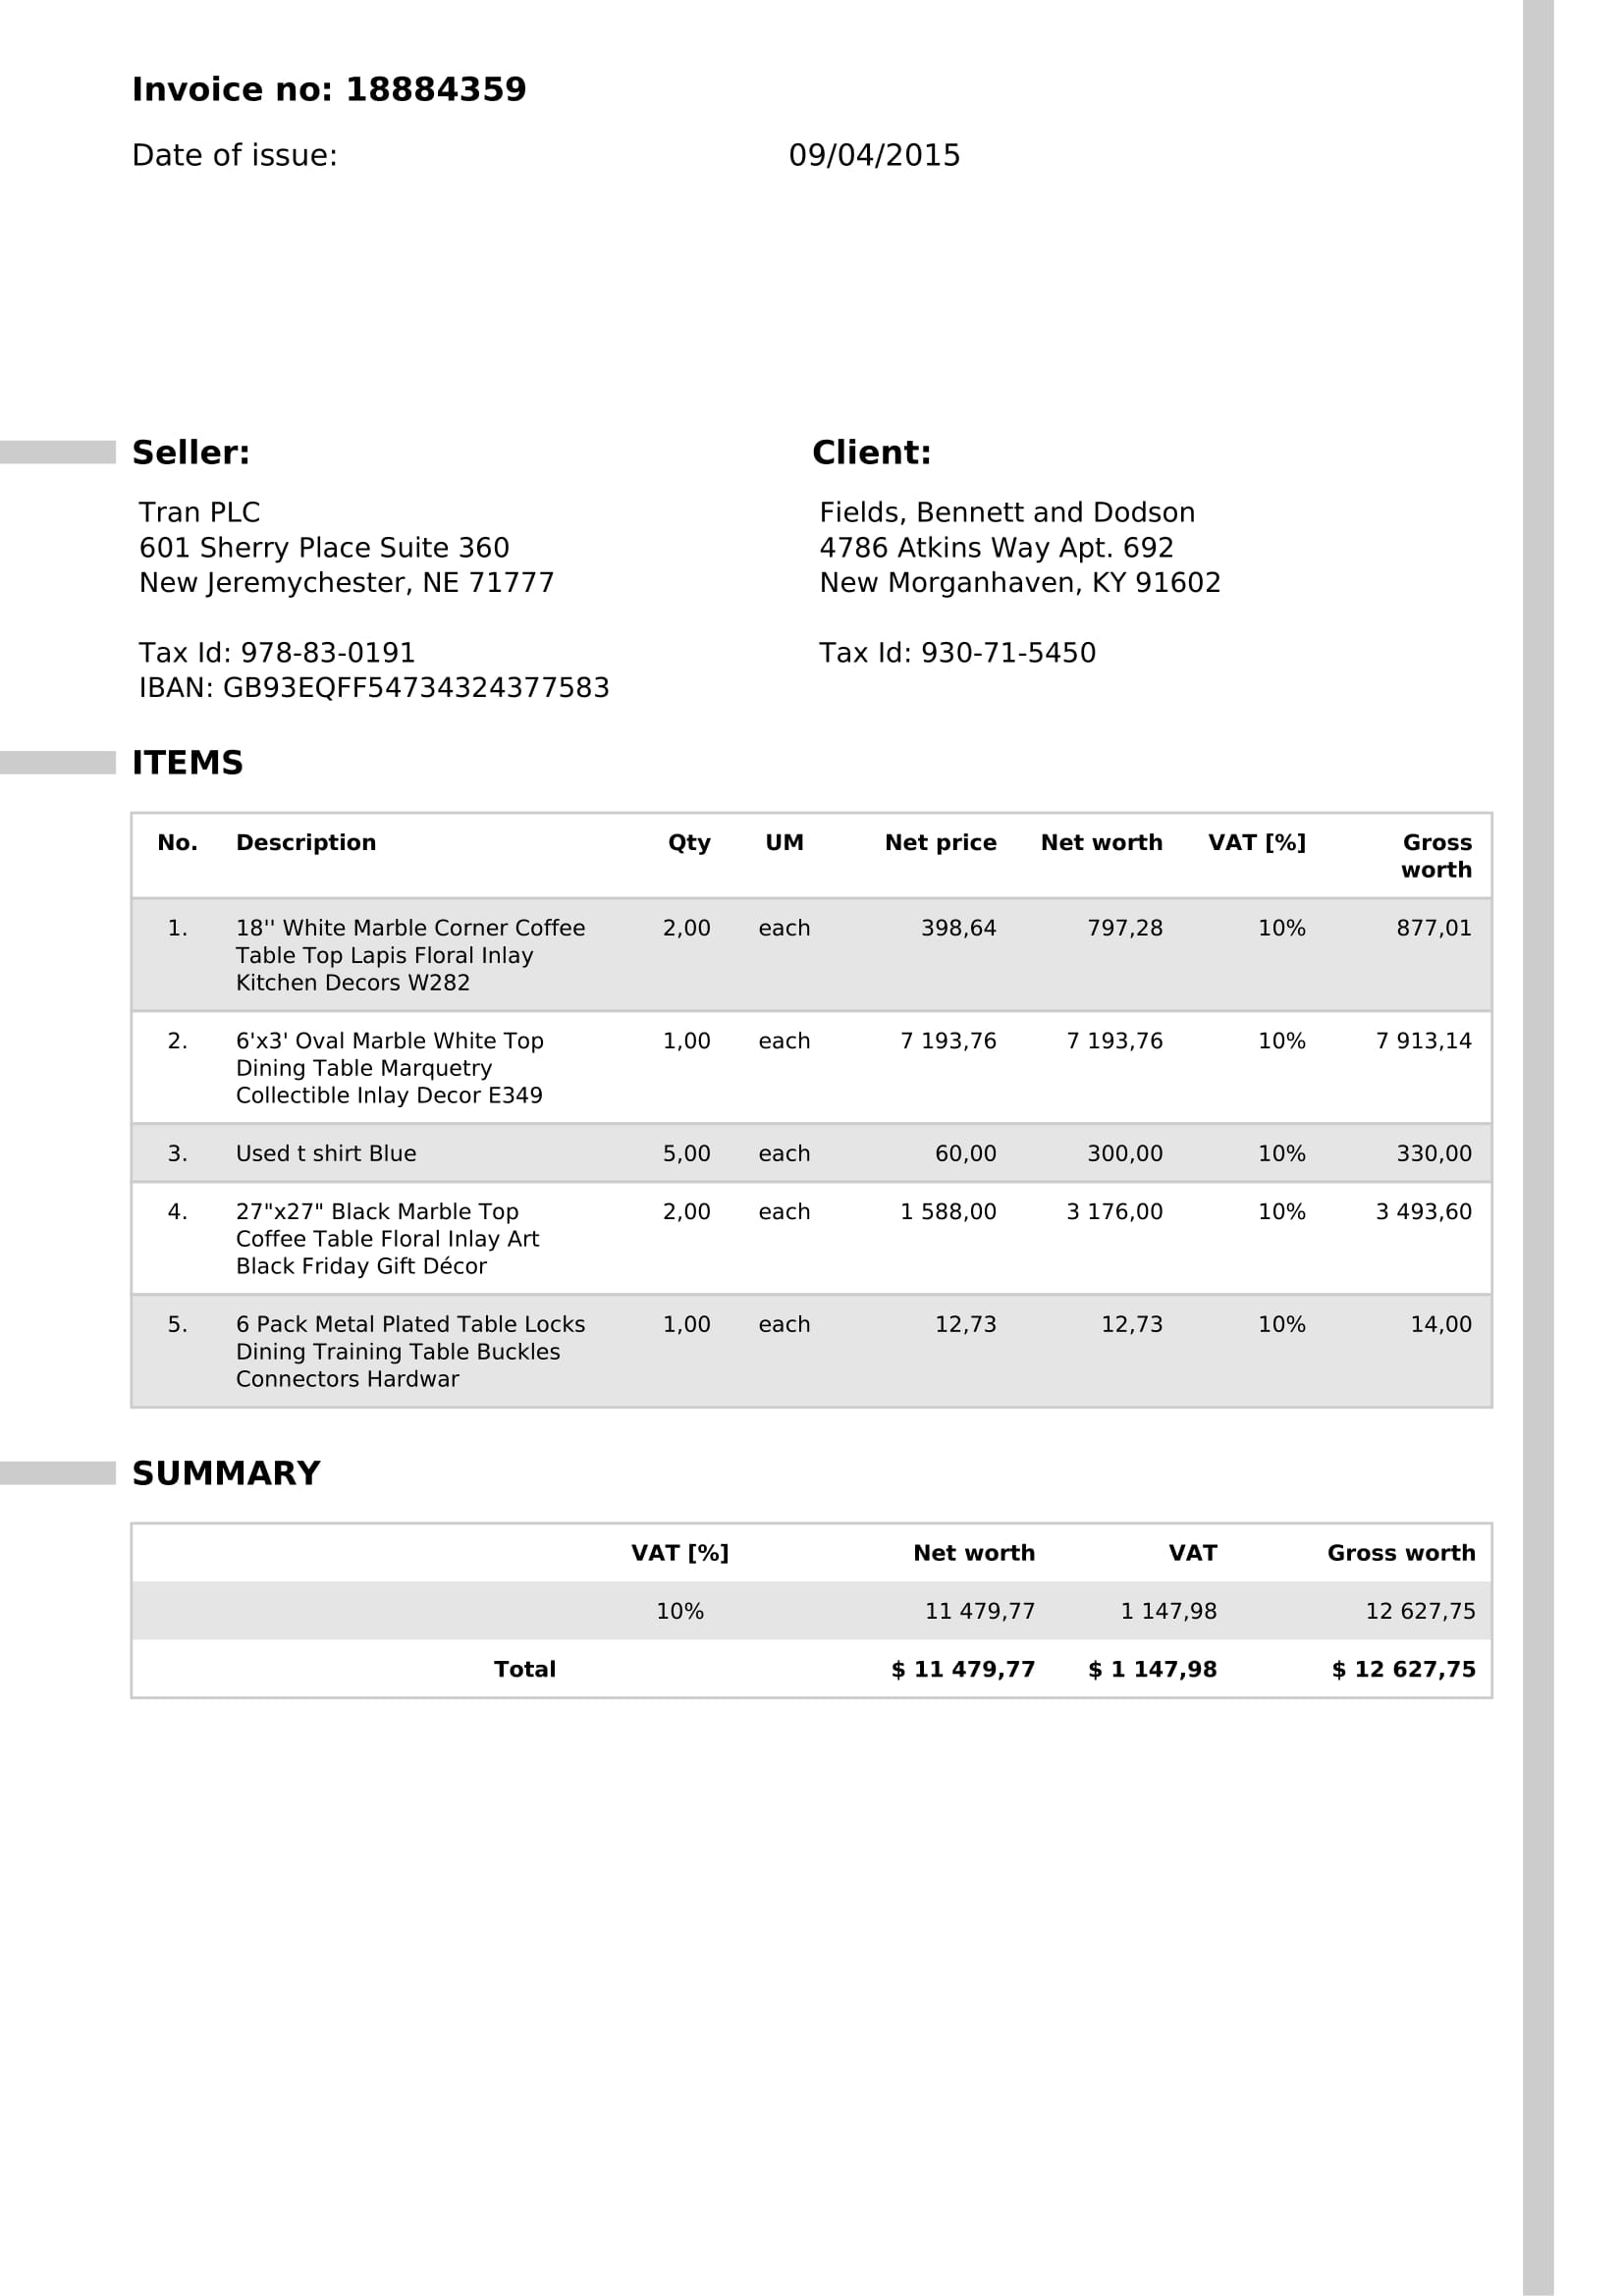 Invoice no: 18884359
Date of issue: 09/04/2015
Seller:
Tran PLC
601 Sherry Place Suite 360
New Jeremychester, NE 71777
Tax Id: 978-83-0191
IBAN: GB93EQFF54734324377583
Client:
Fields, Bennett and Dodson
4786 Atkins Way Apt. 692
New Morganhaven, KY 91602
Tax Id: 930-71-5450
ITEMS
No. Description Qty UM Net price Net worth VAT [%] Gross
worth
1. 18'' White Marble Corner Coffee 2,00 each 398,64 797,28 10% 877,01
Table Top Lapis Floral Inlay
Kitchen Decors W282
2. 6'x3' Oval Marble White Top 1,00 each 7 193,76 7 193,76 10% 7 913,14
Dining Table Marquetry
Collectible Inlay Decor E349
3. Used t shirt Blue 5,00 each 60,00 300,00 10% 330,00
4. 27"x27" Black Marble Top 2,00 each 1 588,00 3 176,00 10% 3 493,60
Coffee Table Floral Inlay Art
Black Friday Gift Décor
5. 6 Pack Metal Plated Table Locks 1,00 each 12,73 12,73 10% 14,00
Dining Training Table Buckles
Connectors Hardwar
SUMMARY
VAT [%] Net worth VAT Gross worth
10% 11 479,77 1 147,98 12 627,75
Total $ 11 479,77 $ 1 147,98 $ 12 627,75